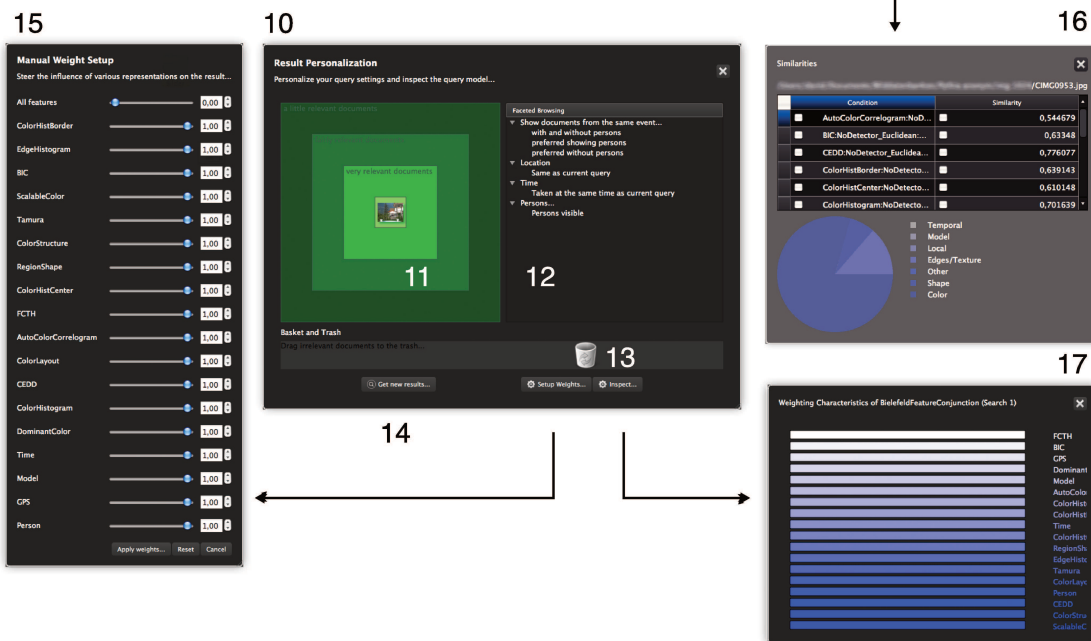 15
Manual Weight Setup
Steer the influence of various representations on the result...
All features 0,00
ColorHistBorder 1,00
EdgeHistogram 1,00
BIC 1,00
ScalableColor 1,00
Tamura 1,00
ColorStructure 1,00
RegionShape 1,00
ColorHistCenter 1,00
FCTH 1,00
AutoColorCorrelogram 1,00
ColorLayout 1,00
CEDD 1,00
ColorHistogram 1,00
DominantColor 1,00
Time 1,00
Model 1,00
GPS 1,00
Person 1,00
Apply weights... Reset Cancel
10
Result Personalization
Personalize your query settings and inspect the query model...
a little relevant documents
very relevant documents
11
Faceted Browsing
Show documents from the same event...
with and without persons
preferred showing persons
preferred without persons
Location
Same as current query
Time
Taken at the same time as current query
Persons...
Persons visible
12
Basket and Trash
Drag irrelevant documents to the trash...
13
Get new results...
Setup Weights...
Inspect...
14
16
Similarities
/CIMG0953.jpg
Condition Similarity
AutoColorCorrelogram:NoD... 0,544679
BIC:NoDetector_Euclidean:... 0,63348
CEDD:NoDetector_Euclidea... 0,776077
ColorHistBorder:NoDetecto... 0,639143
ColorHistCenter:NoDetecto... 0,610148
ColorHistogram:NoDetecto... 0,701639
Temporal
Model
Local
Edges/Texture
Other
Shape
Color
17
Weighting Characteristics of BielefeldFeatureConjunction (Search 1)
FCTH
BIC
GPS
Dominant
Model
AutoColo
ColorHist
ColorHist
Time
ColorHist
RegionSh
EdgeHisto
Tamura
ColorLayo
Person
CEDD
ColorStru
ScalableC